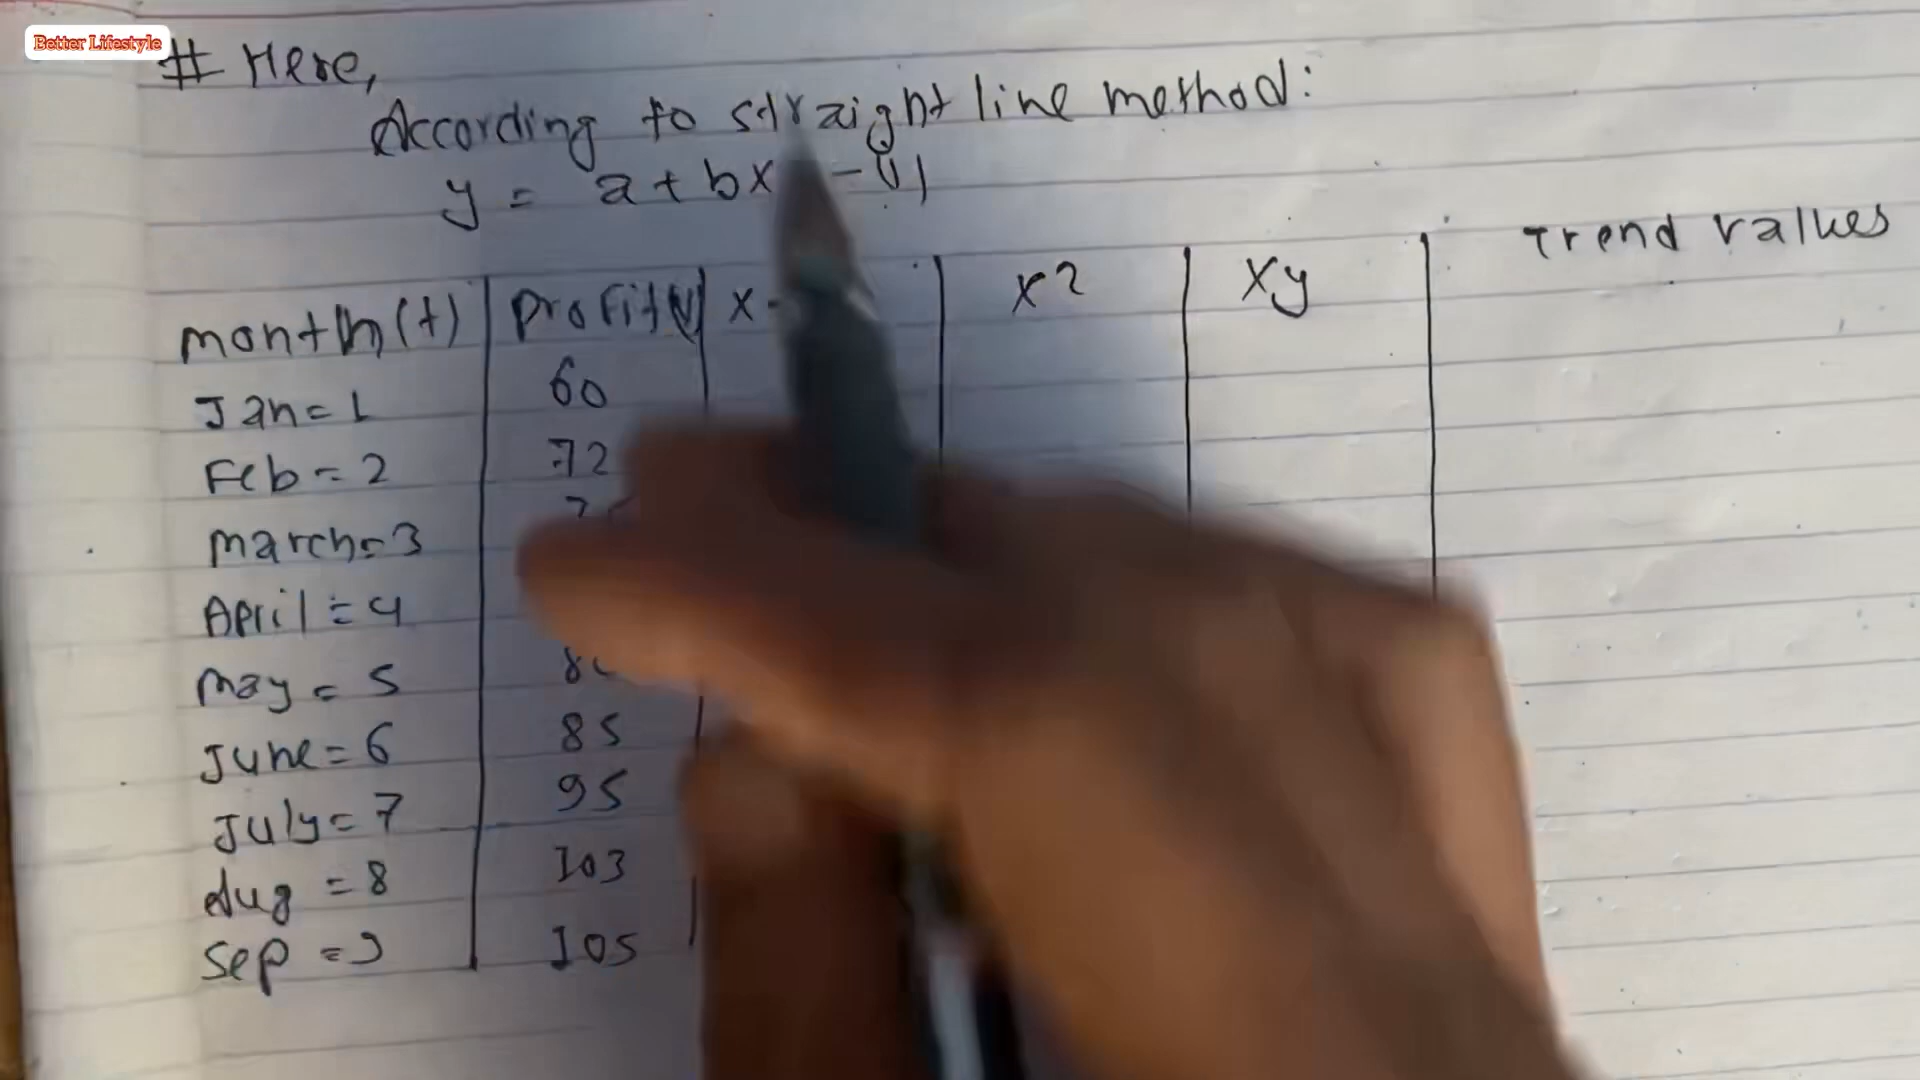 Better Lifestyle
# Here,
According to straight line method:
y = a + bx - (1)
month(t) Profit(y) x x2 xy Trend values
Jan=1 60
Feb=2 72
march=3
April=4
may=5
June=6 85
July=7 95
Aug=8 103
Sep=9 105